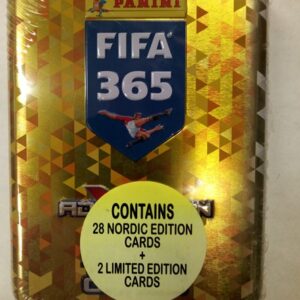 PANINI
FIFA
365
CONTAINS
28 NORDIC EDITION
CARDS
+
2 LIMITED EDITION
CARDS